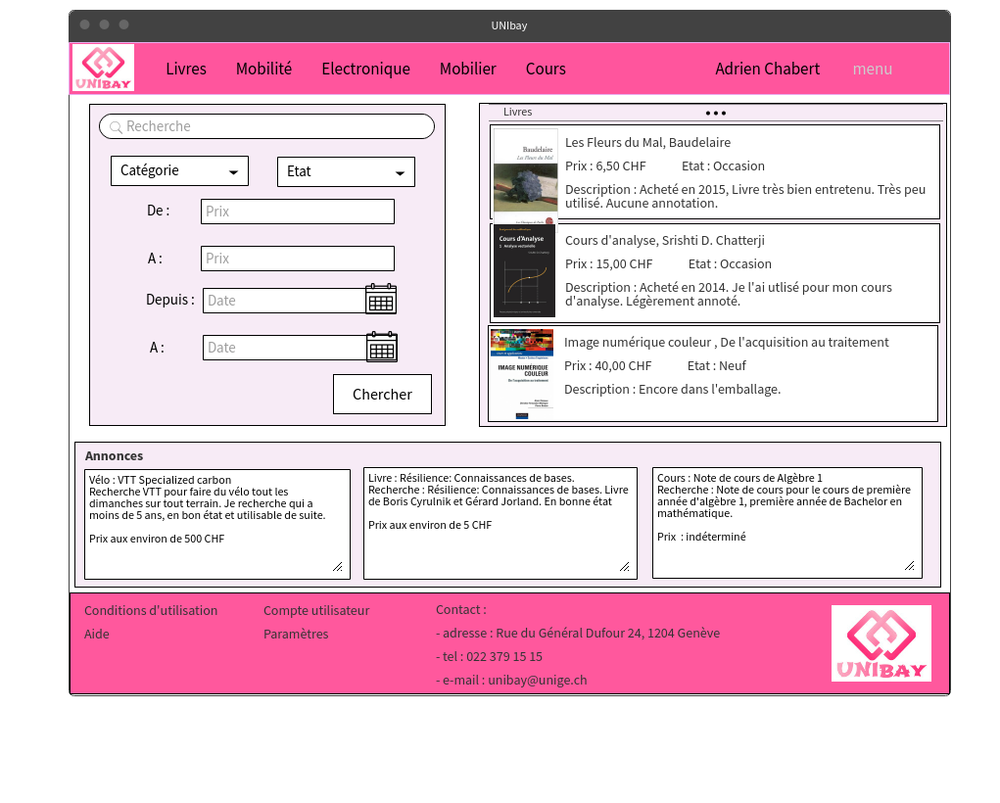 UNIbay
UNIBAY
Livres Mobilité Electronique Mobilier Cours Adrien Chabert menu
Recherche
Catégorie Etat
De : Prix
A : Prix
Depuis : Date
A : Date
Chercher
Livres
Baudelaire
Les Fleurs du Mal
Les Fleurs du Mal, Baudelaire
Prix : 6,50 CHF Etat : Occasion
Description : Acheté en 2015, Livre très bien entretenu. Très peu
utilisé. Aucune annotation.
Cours d'Analyse
Cours d'analyse, Srishti D. Chatterji
Prix : 15,00 CHF Etat : Occasion
Description : Acheté en 2014. Je l'ai utlisé pour mon cours
d'analyse. Légèrement annoté.
IMAGE NUMÉRIQUE
COULEUR
De l'acquisition au traitement
Image numérique couleur , De l'acquisition au traitement
Prix : 40,00 CHF Etat : Neuf
Description : Encore dans l'emballage.
Annonces
Vélo : VTT Specialized carbon
Recherche VTT pour faire du vélo tout les
dimanches sur tout terrain. Je recherche qui a
moins de 5 ans, en bon état et utilisable de suite.
Prix aux environ de 500 CHF
Livre : Résilience: Connaissances de bases.
Recherche : Résilience: Connaissances de bases. Livre
de Boris Cyrulnik et Gérard Jorland. En bonne état
Prix aux environ de 5 CHF
Cours : Note de cours de Algèbre 1
Recherche : Note de cours pour le cours de première
année d'algèbre 1, première année de Bachelor en
mathématique.
Prix : indéterminé
Conditions d'utilisation
Aide
Compte utilisateur
Paramètres
Contact :
- adresse : Rue du Général Dufour 24, 1204 Genève
- tel : 022 379 15 15
- e-mail : unibay@unige.ch
UNIBAY